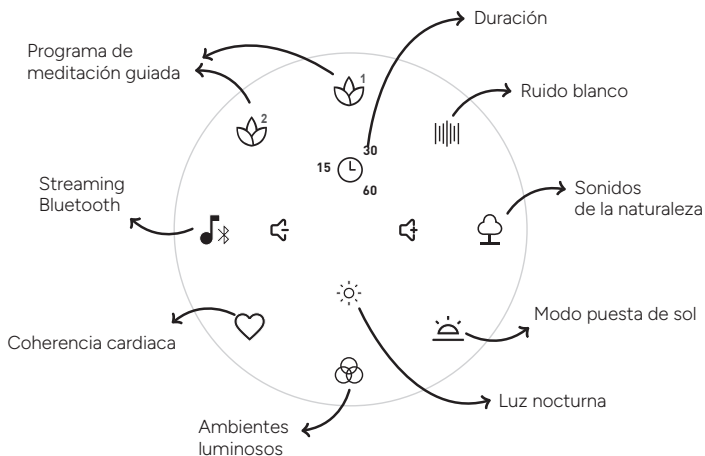 Duración
Programa de
meditación guiada
1
Ruido blanco
2
30
15
60
Streaming
Bluetooth
Sonidos
de la naturaleza
Modo puesta de sol
Coherencia cardiaca
Luz nocturna
Ambientes
luminosos